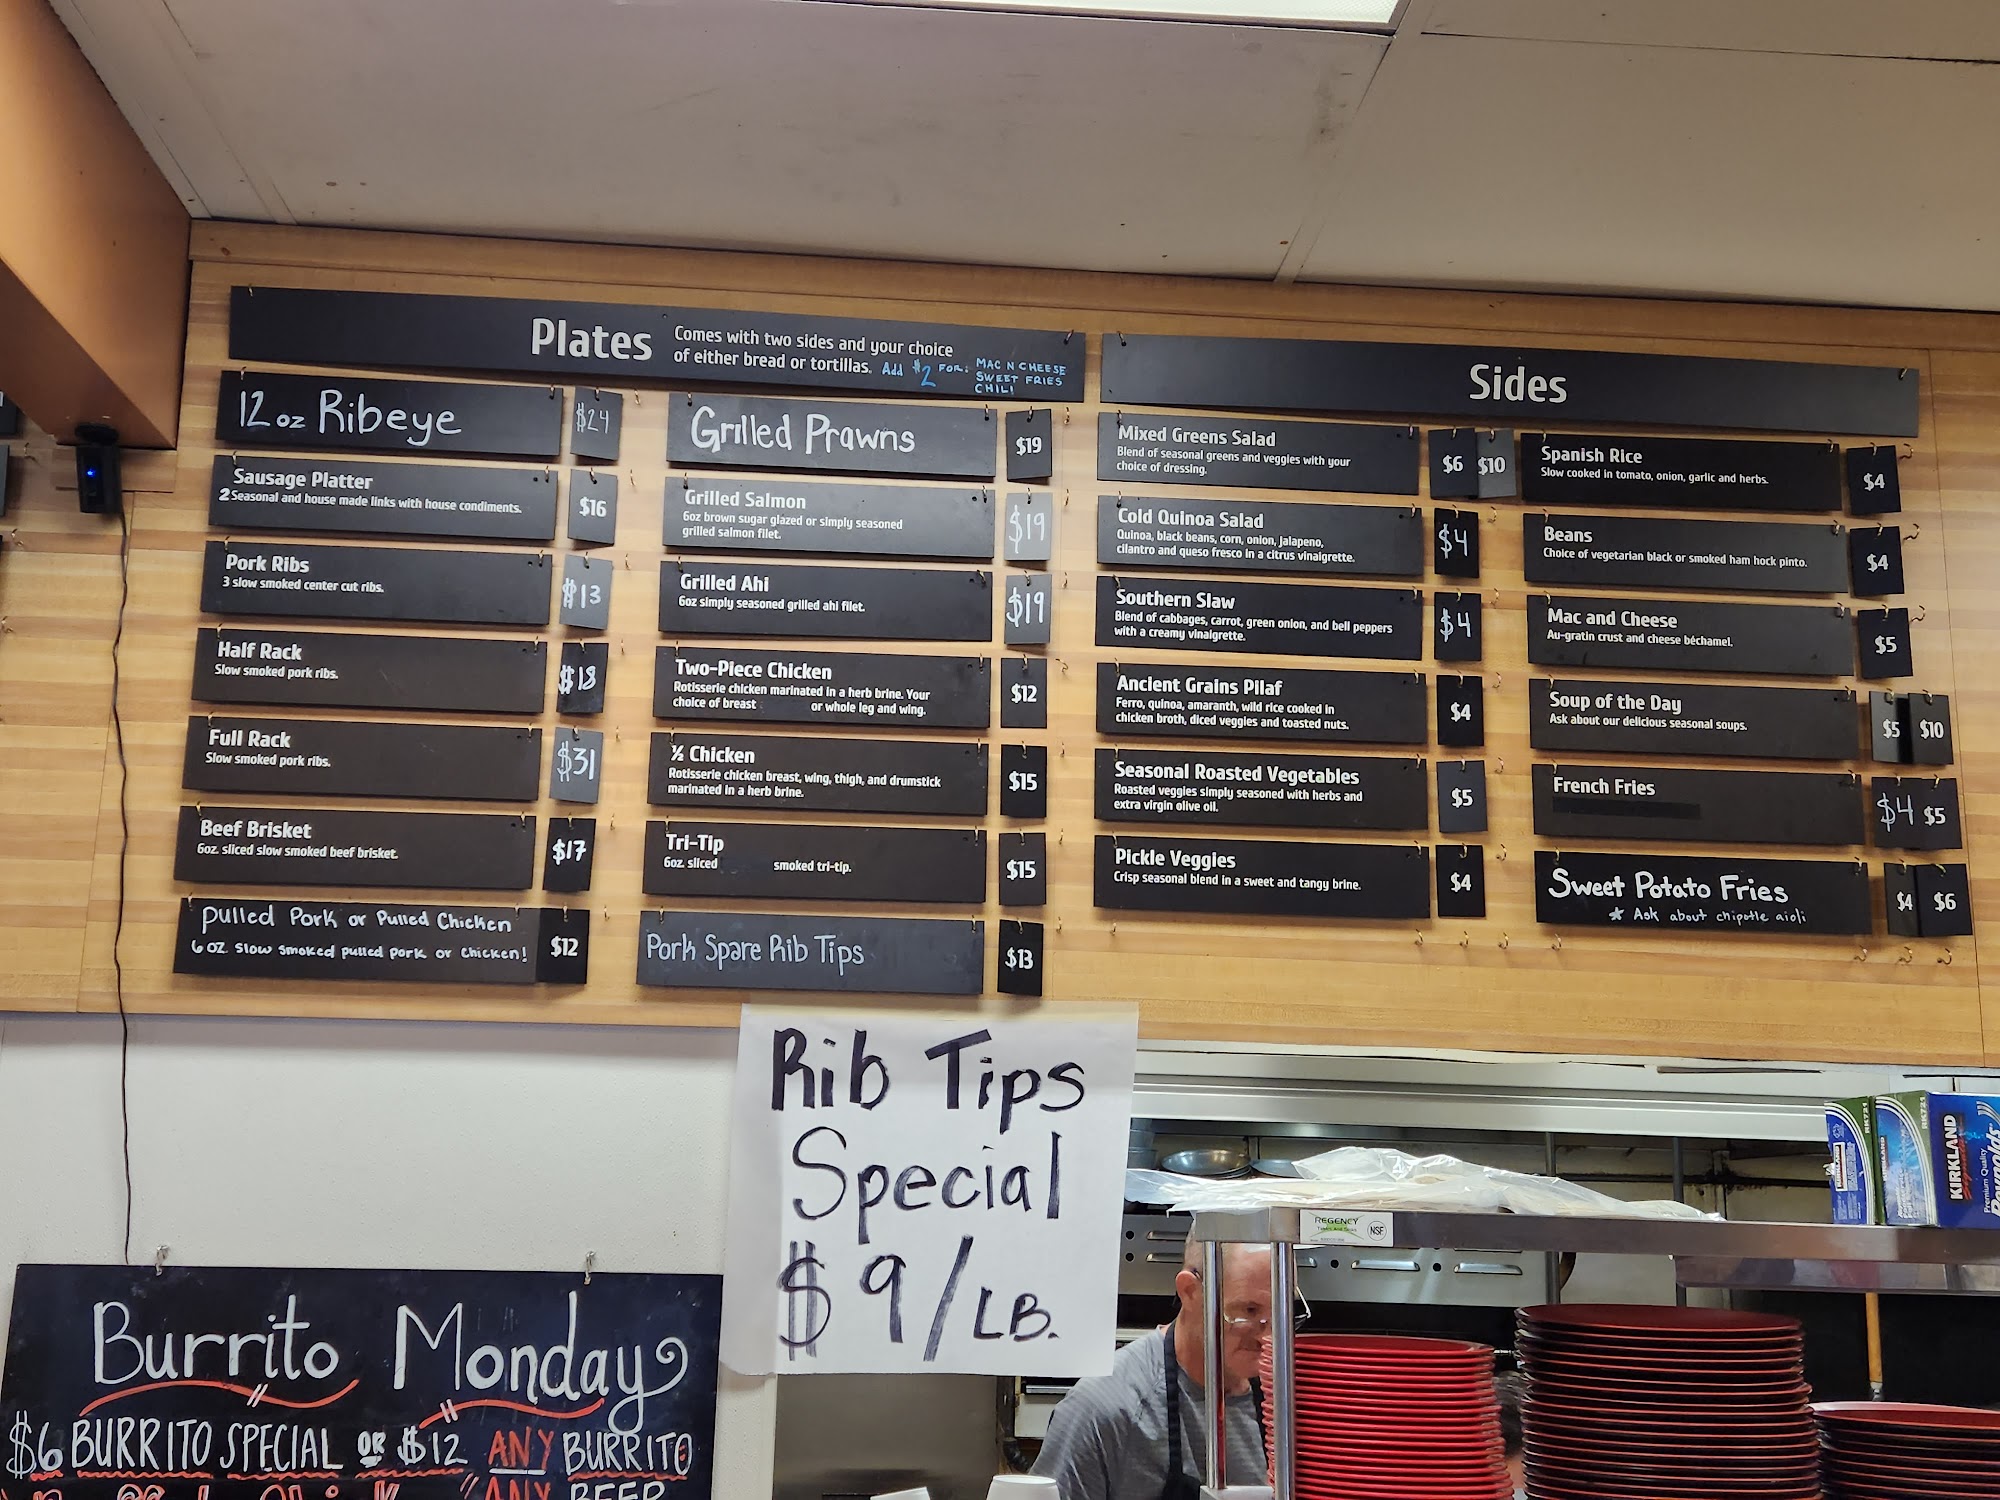 Plates
Comes with two sides and your choice
of either bread or tortillas. Add $2 FOR: MAC N CHEESE
SWEET FRIES
CHILI
12 oz Ribeye $24
Sausage Platter
2 Seasonal and house made links with house condiments.
$16
Pork Ribs
3 slow smoked center cut ribs.
$13
Half Rack
Slow smoked pork ribs.
$18
Full Rack
Slow smoked pork ribs.
$31
Beef Brisket
6oz. sliced slow smoked beef brisket.
$17
Pulled Pork or Pulled Chicken
6 oz. slow smoked pulled pork or chicken!
$12
Grilled Prawns $19
Grilled Salmon
6oz brown sugar glazed or simply seasoned
grilled salmon filet.
$19
Grilled Ahi
6oz simply seasoned grilled ahi filet.
$19
Two-Piece Chicken
Rotisserie chicken marinated in a herb brine. Your
choice of breast or whole leg and wing.
$12
½ Chicken
Rotisserie chicken breast, wing, thigh, and drumstick
marinated in a herb brine.
$15
Tri-Tip
6oz. sliced smoked tri-tip.
$15
Pork Spare Rib Tips $13
Sides
Mixed Greens Salad
Blend of seasonal greens and veggies with your
choice of dressing.
$6 $10
Cold Quinoa Salad
Quinoa, black beans, corn, onion, jalapeno,
cilantro and queso fresco in a citrus vinaigrette.
$4
Southern Slaw
Blend of cabbages, carrot, green onion, and bell peppers
with a creamy vinaigrette.
$4
Ancient Grains Pilaf
Ferro, quinoa, amaranth, wild rice cooked in
chicken broth, diced veggies and toasted nuts.
$4
Seasonal Roasted Vegetables
Roasted veggies simply seasoned with herbs and
extra virgin olive oil.
$5
Pickle Veggies
Crisp seasonal blend in a sweet and tangy brine.
$4
Spanish Rice
Slow cooked in tomato, onion, garlic and herbs.
$4
Beans
Choice of vegetarian black or smoked ham hock pinto.
$4
Mac and Cheese
Au-gratin crust and cheese béchamel.
$5
Soup of the Day
Ask about our delicious seasonal soups.
$5 $10
French Fries
$4 $5
Sweet Potato Fries
* Ask about chipotle aioli
$4 $6
Rib Tips
Special
$9/LB.
Burrito Monday
$6 BURRITO SPECIAL OR $12 ANY BURRITO
"ANY BEER
REGENCY
NSF
RK721
RK721
KIRKLAND
KIRKLAND
Premium Quality
Reynolds